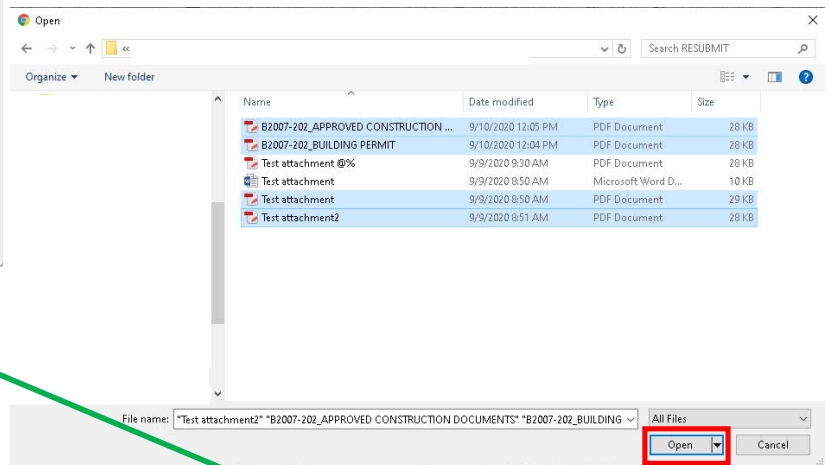 Open
«
Search RESUBMIT
Organize New folder
Name Date modified Type Size
B2007-202_APPROVED CONSTRUCTION ... 9/10/2020 12:05 PM PDF Document 28 KB
B2007-202_BUILDING PERMIT 9/10/2020 12:04 PM PDF Document 28 KB
Test attachment @% 9/9/2020 9:30 AM PDF Document 28 KB
Test attachment 9/9/2020 8:50 AM Microsoft Word D... 10 KB
Test attachment 9/9/2020 8:50 AM PDF Document 29 KB
Test attachment2 9/9/2020 8:51 AM PDF Document 28 KB
File name: "Test attachment2" "B2007-202_APPROVED CONSTRUCTION DOCUMENTS" "B2007-202_BUILDING All Files
Open Cancel